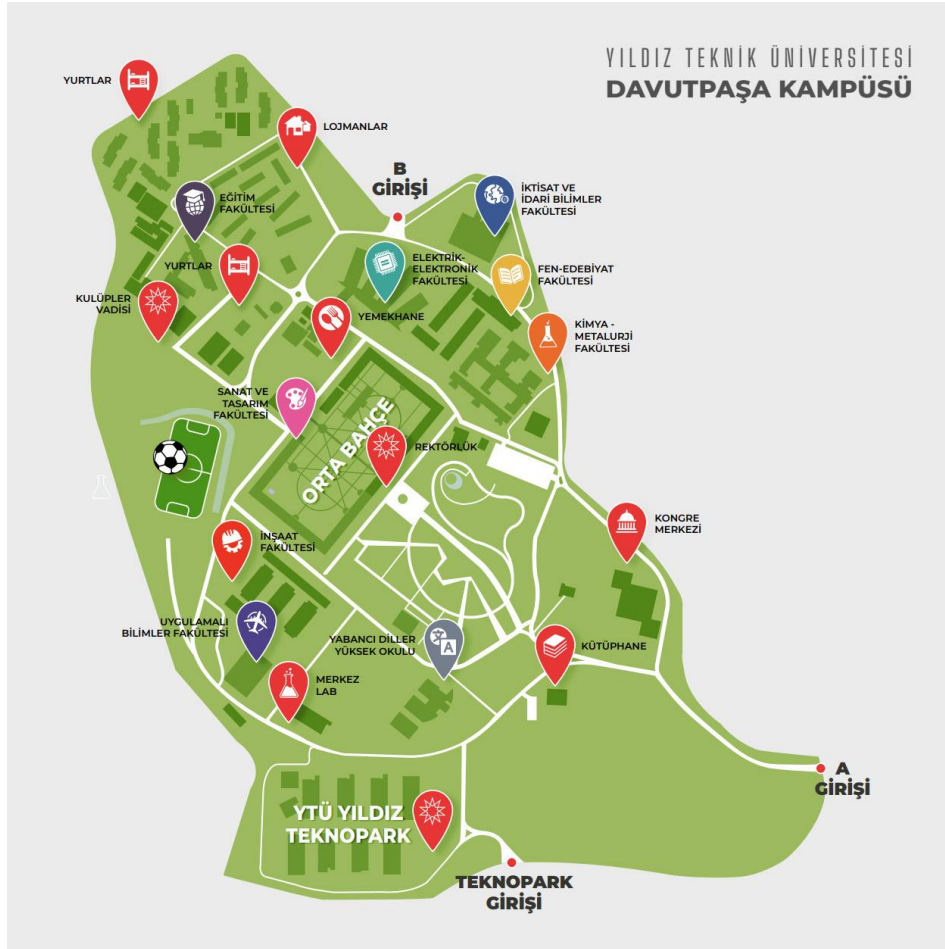 YILDIZ TEKNİK ÜNİVERSİTESİ
DAVUTPAŞA KAMPÜSÜ
YURTLAR
LOJMANLAR
B
GİRİŞİ
EĞİTİM
FAKÜLTESİ
İKTİSAT VE
İDARİ BİLİMLER
FAKÜLTESİ
YURTLAR
ELEKTRİK-
ELEKTRONİK
FAKÜLTESİ
FEN-EDEBİYAT
FAKÜLTESİ
KULÜPLER
VADİSİ
YEMEKHANE
KİMYA -
METALURJİ
FAKÜLTESİ
SANAT VE
TASARIM
FAKÜLTESİ
ORTA BAHÇE
REKTÖRLÜK
İNŞAAT
FAKÜLTESİ
KONGRE
MERKEZİ
UYGULAMALI
BİLİMLER FAKÜLTESİ
YABANCI DİLLER
YÜKSEK OKULU
A
KÜTÜPHANE
MERKEZ
LAB
A
GİRİŞİ
YTÜ YILDIZ
TEKNOPARK
TEKNOPARK
GİRİŞİ